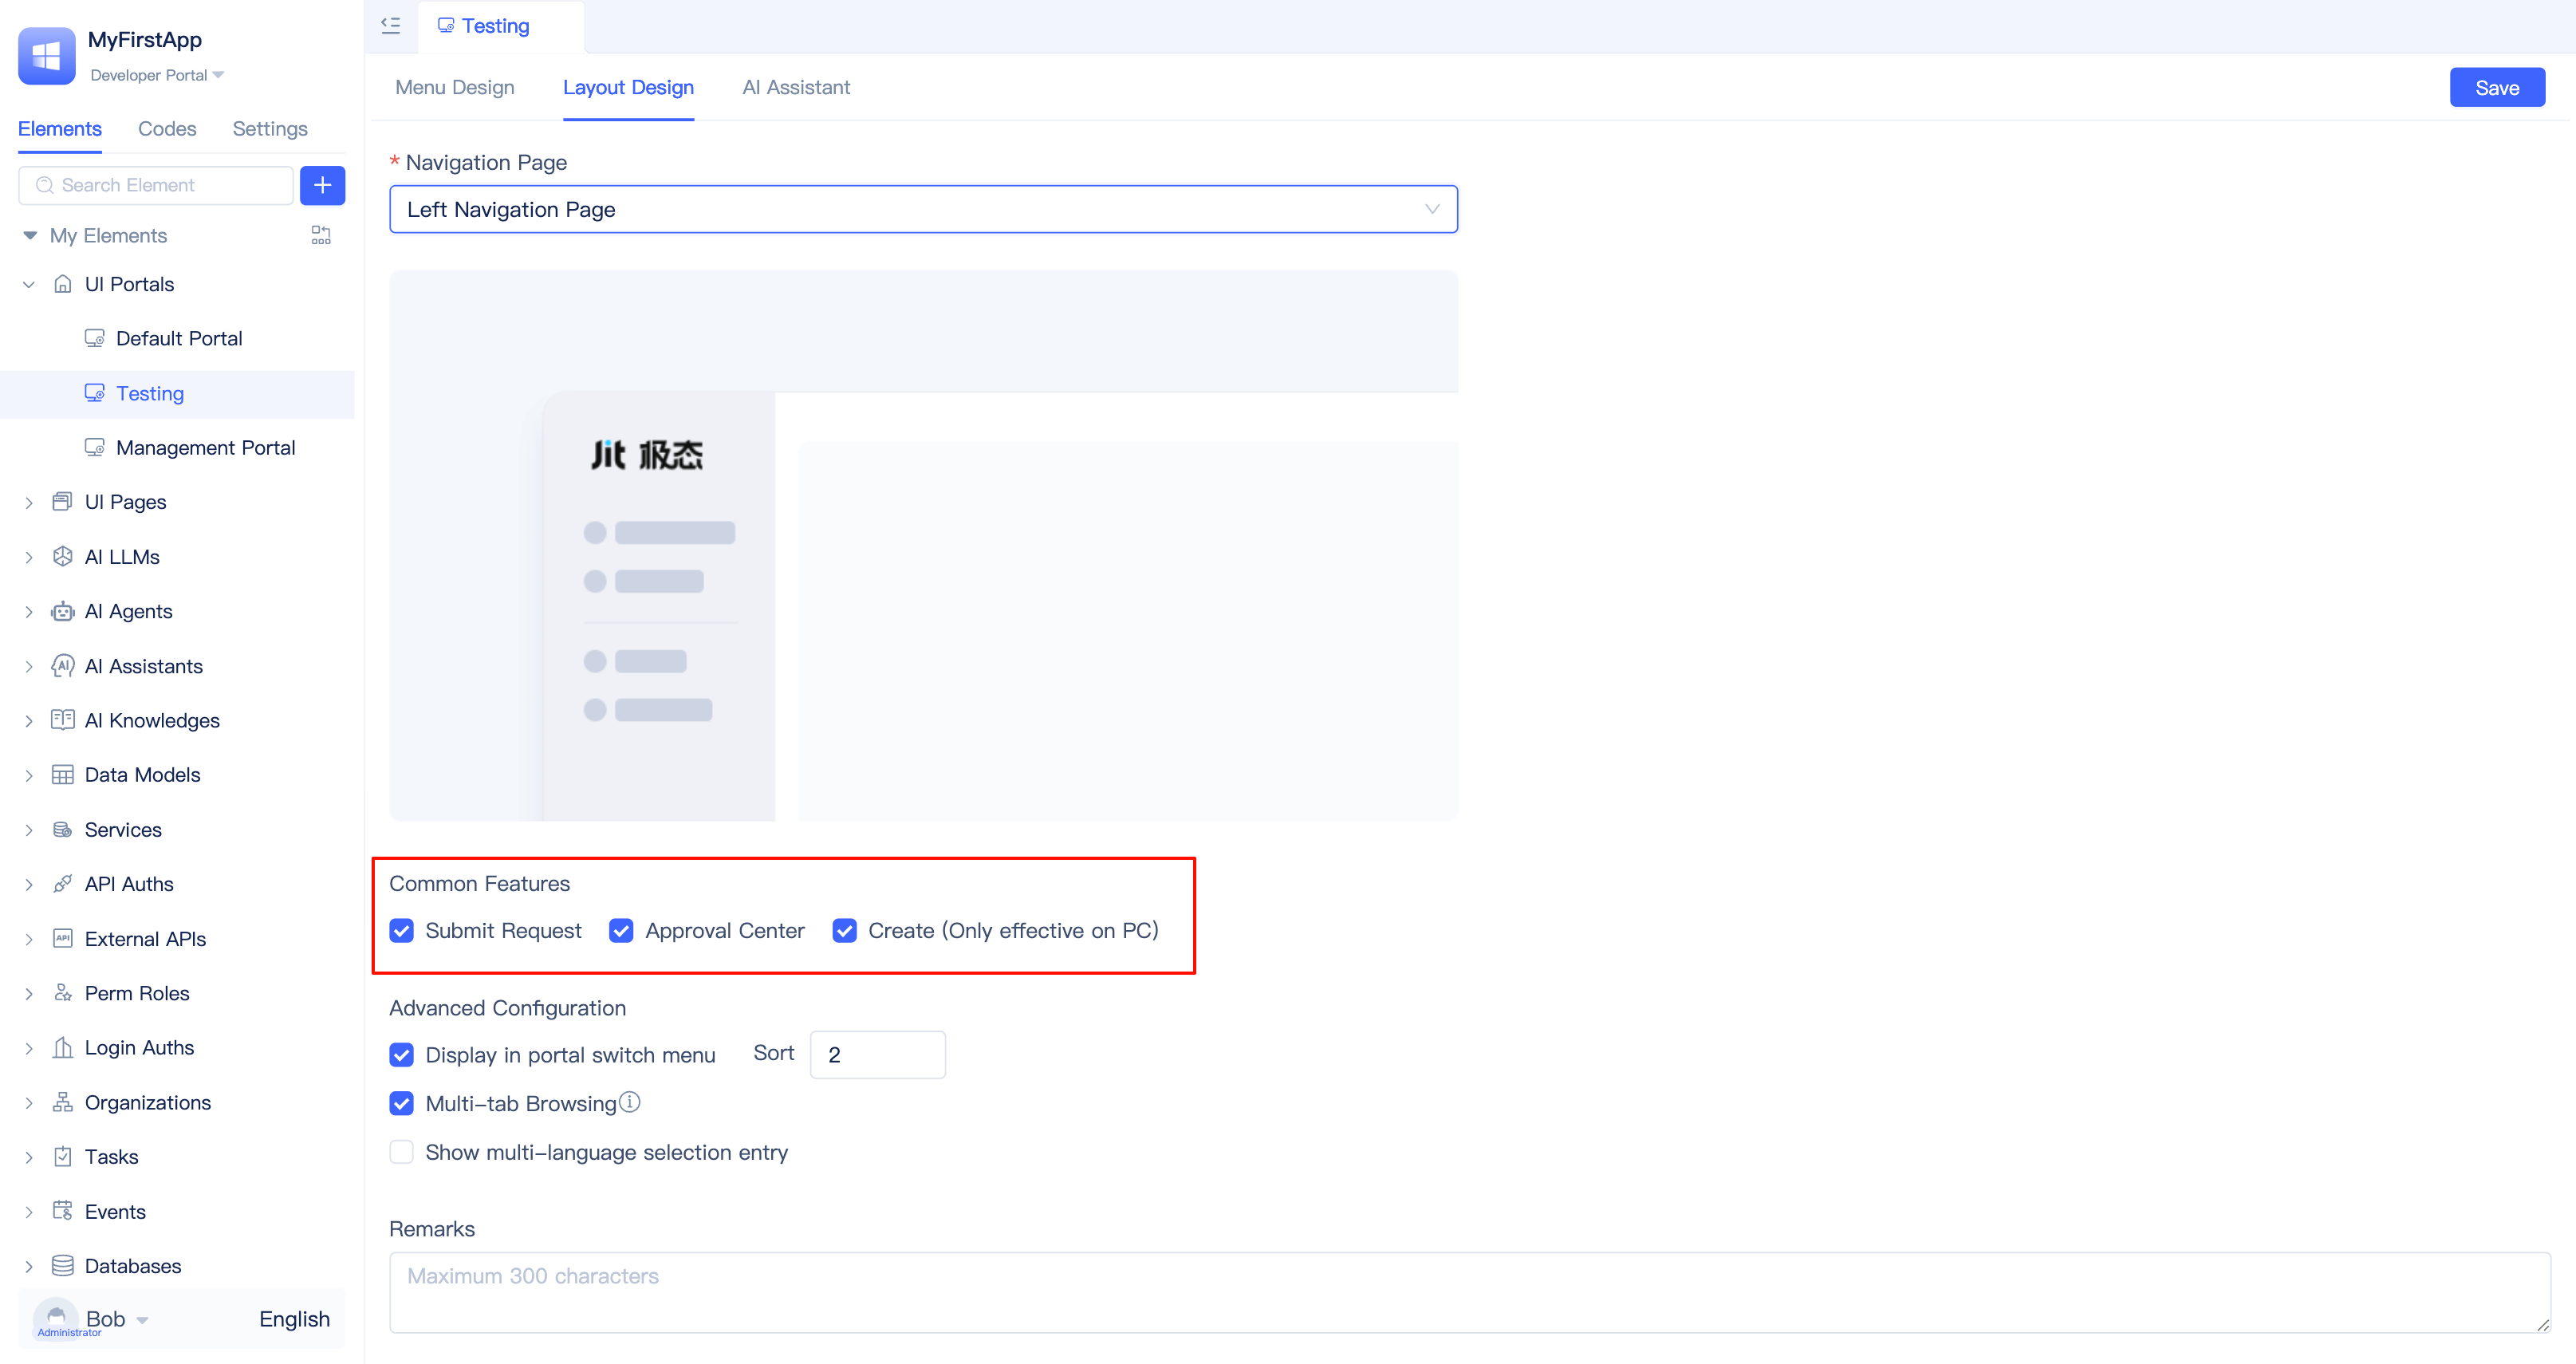 MyFirstApp
Developer Portal
Elements Codes Settings
Search Element
My Elements
UI Portals
Default Portal
Testing
Management Portal
UI Pages
AI LLMs
AI Agents
AI Assistants
AI Knowledges
Data Models
Services
API Auths
External APIs
Perm Roles
Login Auths
Organizations
Tasks
Events
Databases
Bob
Administrator
English
Testing
Menu Design Layout Design AI Assistant
Save
* Navigation Page
Left Navigation Page
Jit 极态
Common Features
Submit Request Approval Center Create (Only effective on PC)
Advanced Configuration
Display in portal switch menu Sort 2
Multi-tab Browsing
Show multi-language selection entry
Remarks
Maximum 300 characters